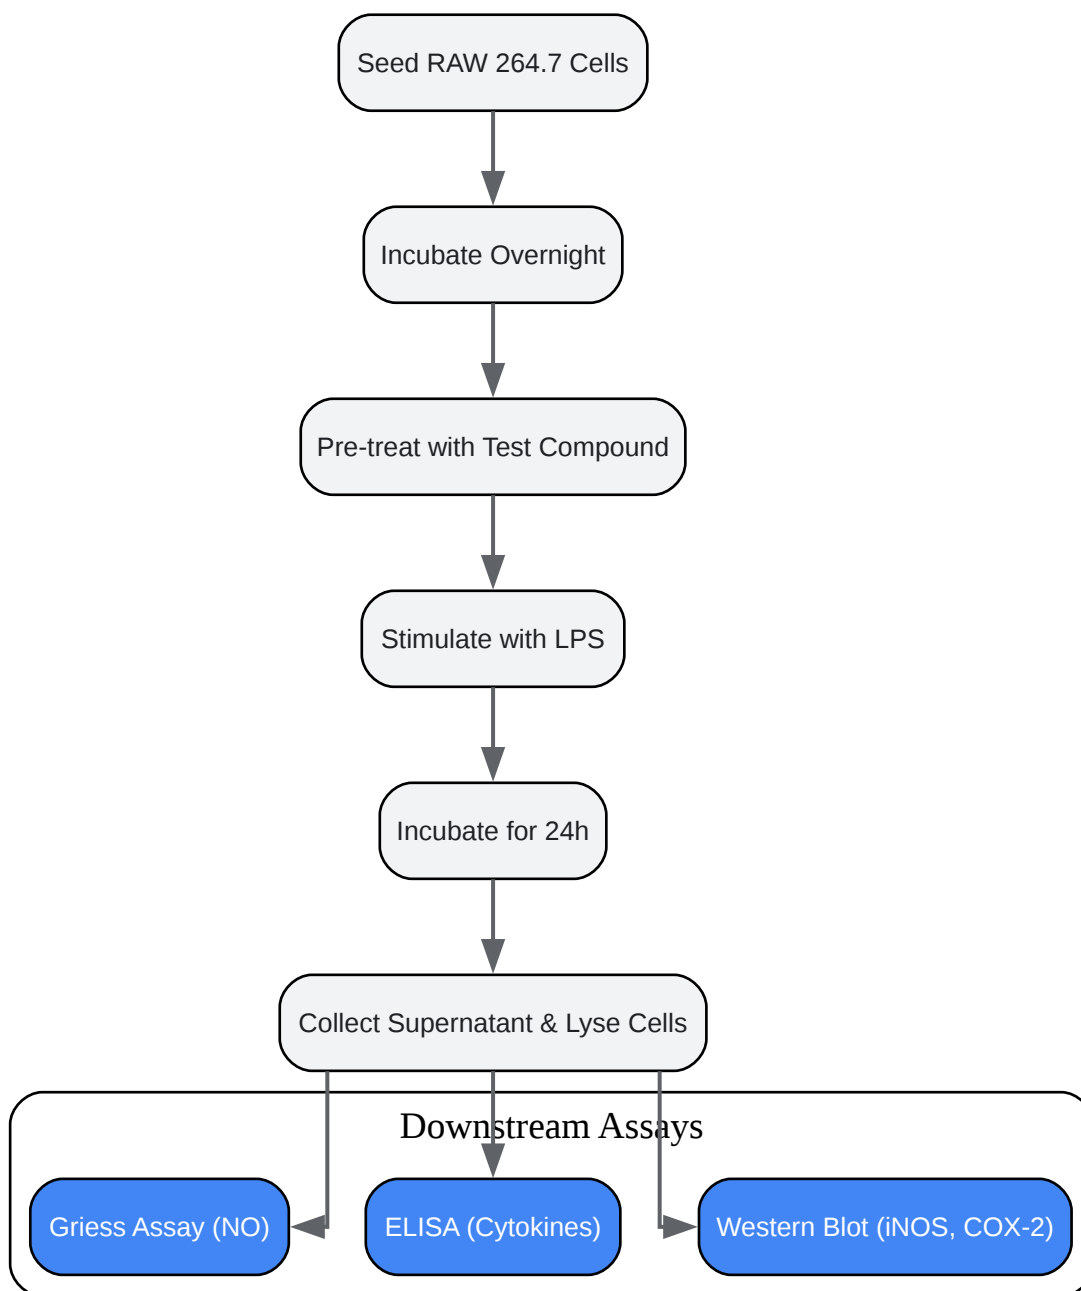 Seed RAW 264.7 Cells
Incubate Overnight
Pre-treat with Test Compound
Stimulate with LPS
Incubate for 24h
Collect Supernatant & Lyse Cells
Downstream Assays
Griess Assay (NO)
ELISA (Cytokines)
Western Blot (iNOS, COX-2)